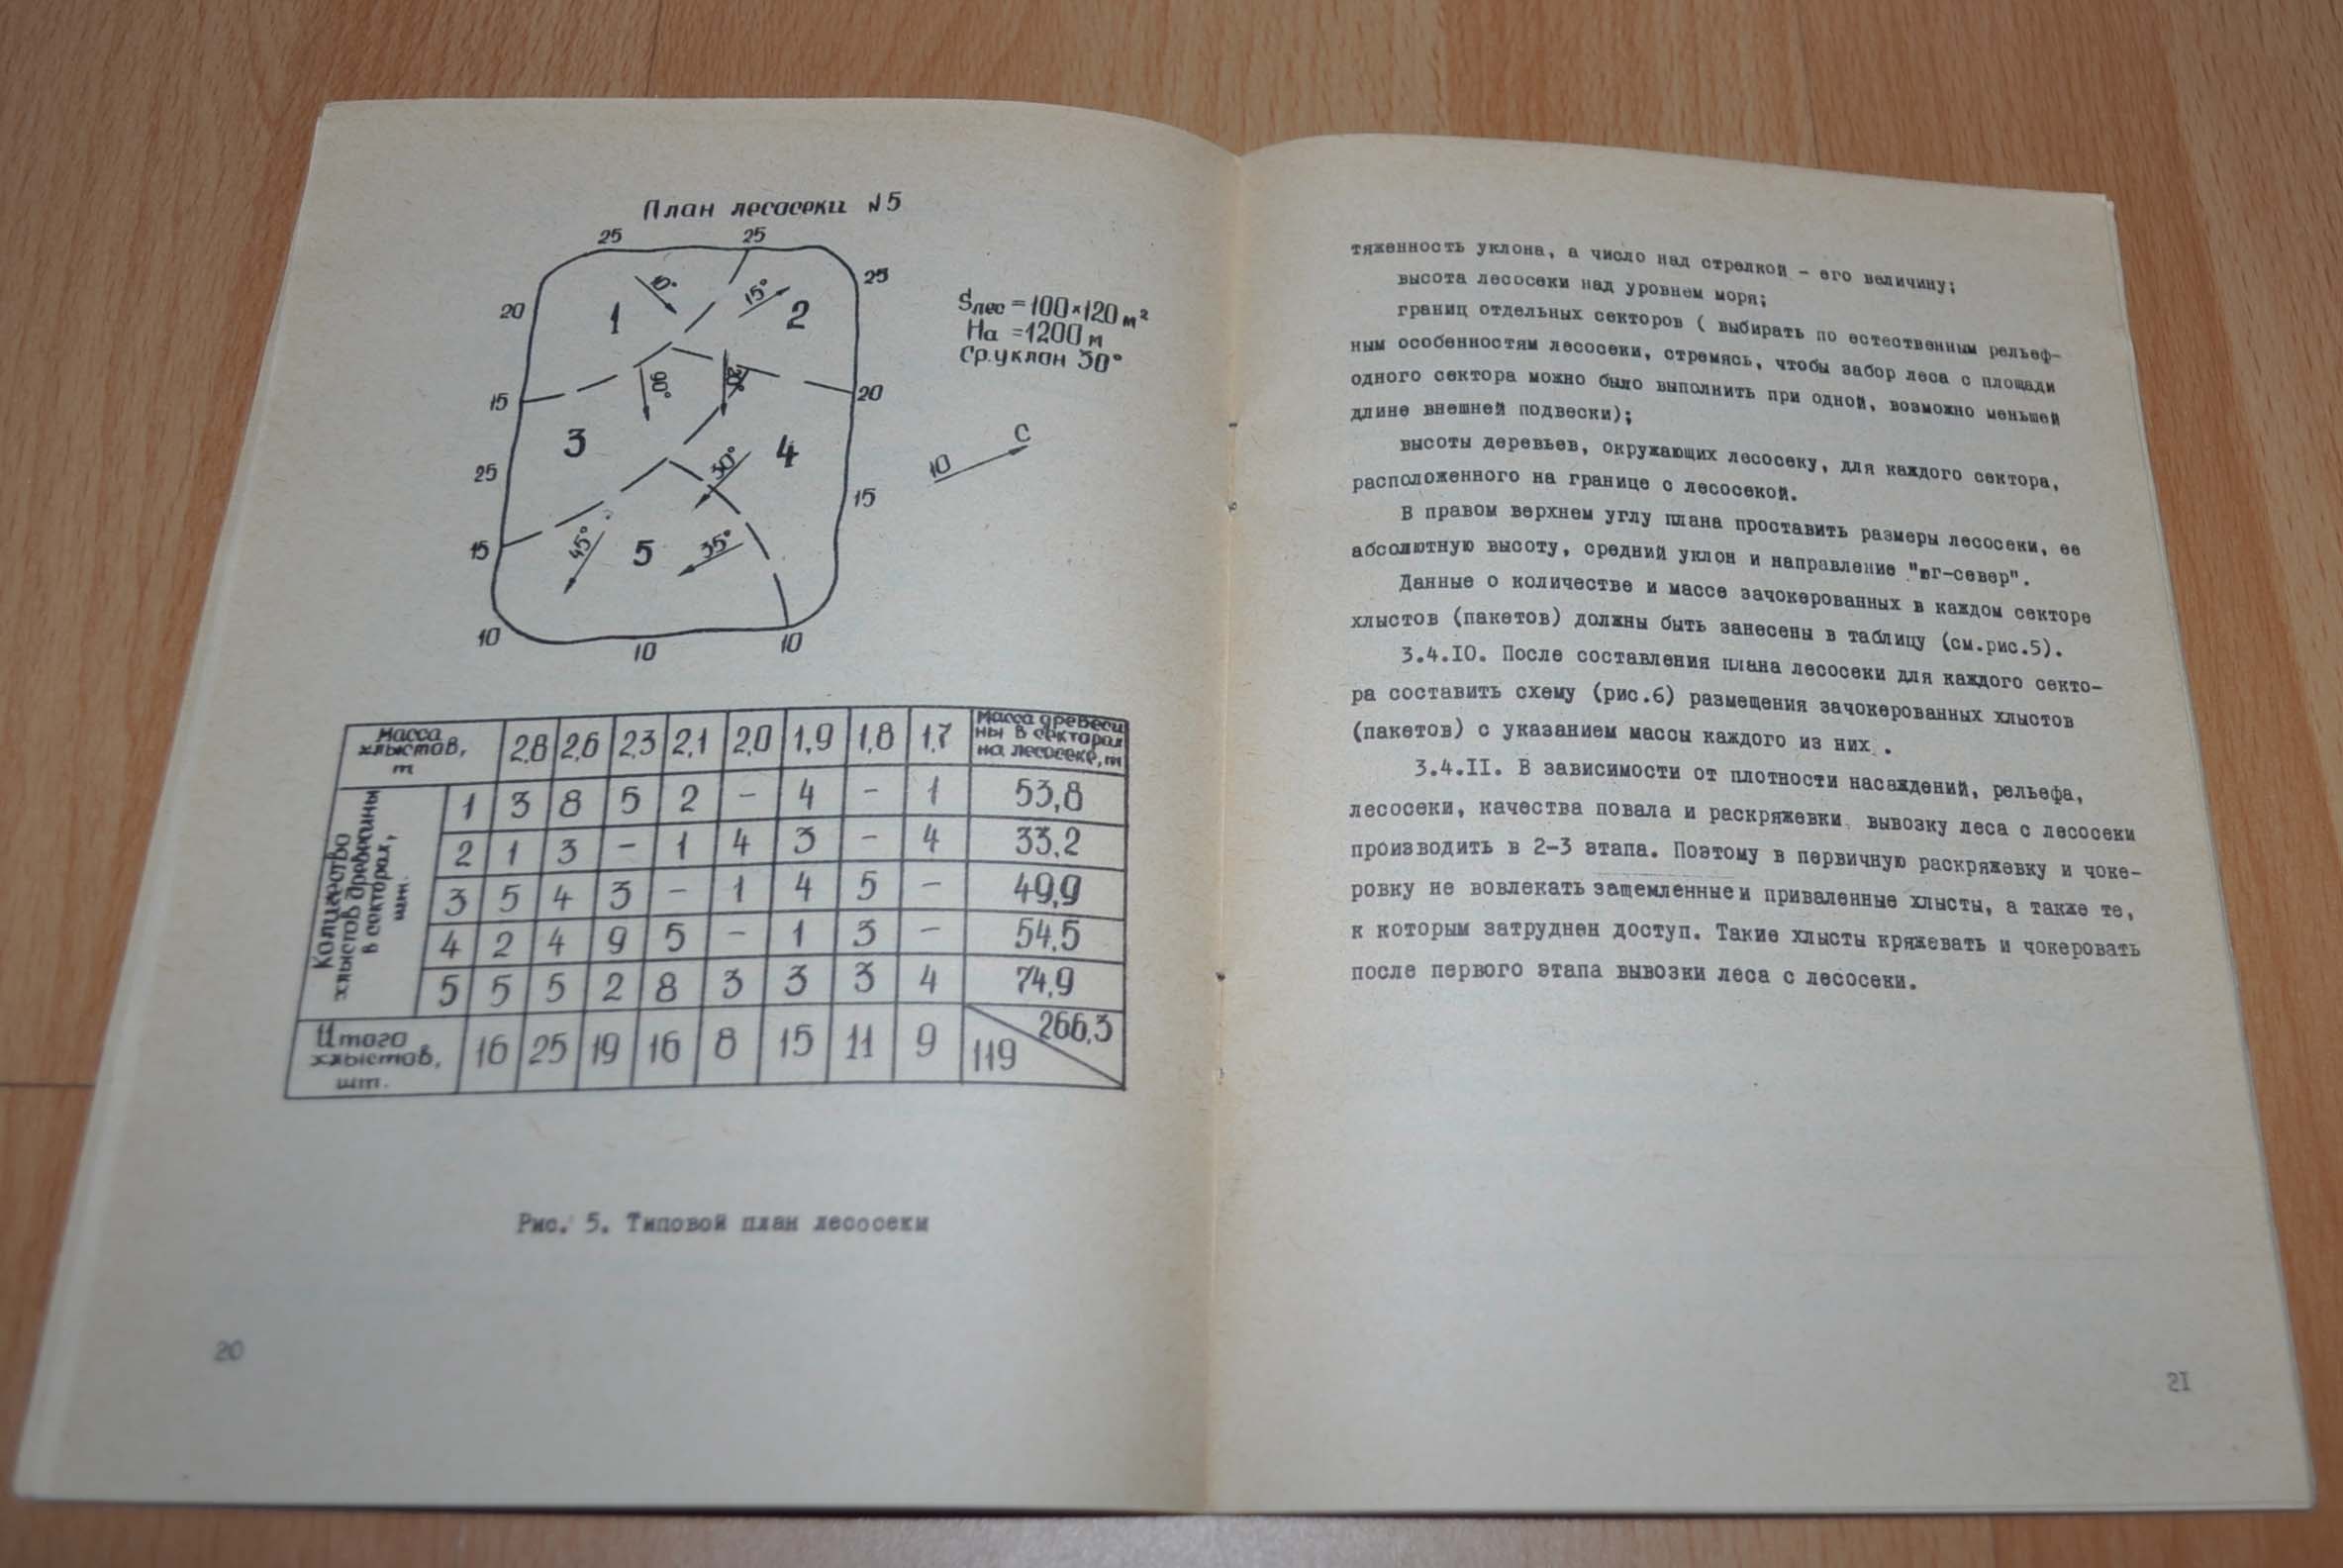 План лесосеки №5
25 25
25
20
1 15° 2
15 20
20
3 4
30°
25 15
15 45° 5 35°
10 10 10
Sлес =100×120 м²
На =1200 м
Ср.уклан 30°
10 С
Масса хлыстов, т 2,8 2,6 2,3 2,1 2,0 1,9 1,8 1,7 Масса древесины в секторах на лесосеке, т
Количество хлыстов древесины в секторах, шт.
1 3 8 5 2 – 4 – 1 53,8
2 1 3 – 1 4 3 – 4 33,2
3 5 4 3 – 1 4 5 – 49,9
4 2 4 9 5 – 1 3 – 54,5
5 5 5 2 8 3 3 3 4 74,9
Итого хлыстов, шт. 16 25 19 16 8 15 11 9 119 266,3
Рис. 5. Типовой план лесосеки
20
тяженность уклона, а число над стрелкой – его величину;
высота лесосеки над уровнем моря;
границ отдельных секторов ( выбирать по естественным рельеф-
ным особенностям лесосеки, стремясь, чтобы забор леса с площади
одного сектора можно было выполнить при одной, возможно меньшей
длине внешней подвески);
высоты деревьев, окружающих лесосеку, для каждого сектора,
расположенного на границе с лесосекой.
В правом верхнем углу плана проставить размеры лесосеки, ее
абсолютную высоту, средний уклон и направление "юг-север".
Данные о количестве и массе зачокерованных в каждом секторе
хлыстов (пакетов) должны быть занесены в таблицу (см.рис.5).
3.4.I0. После составления плана лесосеки для каждого секто-
ра составить схему (рис.6) размещения зачокерованных хлыстов
(пакетов) с указанием массы каждого из них .
3.4.II. В зависимости от плотности насаждений, рельефа,
лесосеки, качества повала и раскряжевки вывозку леса с лесосеки
производить в 2-3 этапа. Поэтому в первичную раскряжевку и чоке-
ровку не вовлекать защемленные и приваленные хлысты, а также те,
к которым затруднен доступ. Такие хлысты кряжевать и чокеровать
после первого этапа вывозки леса с лесосеки.
2I